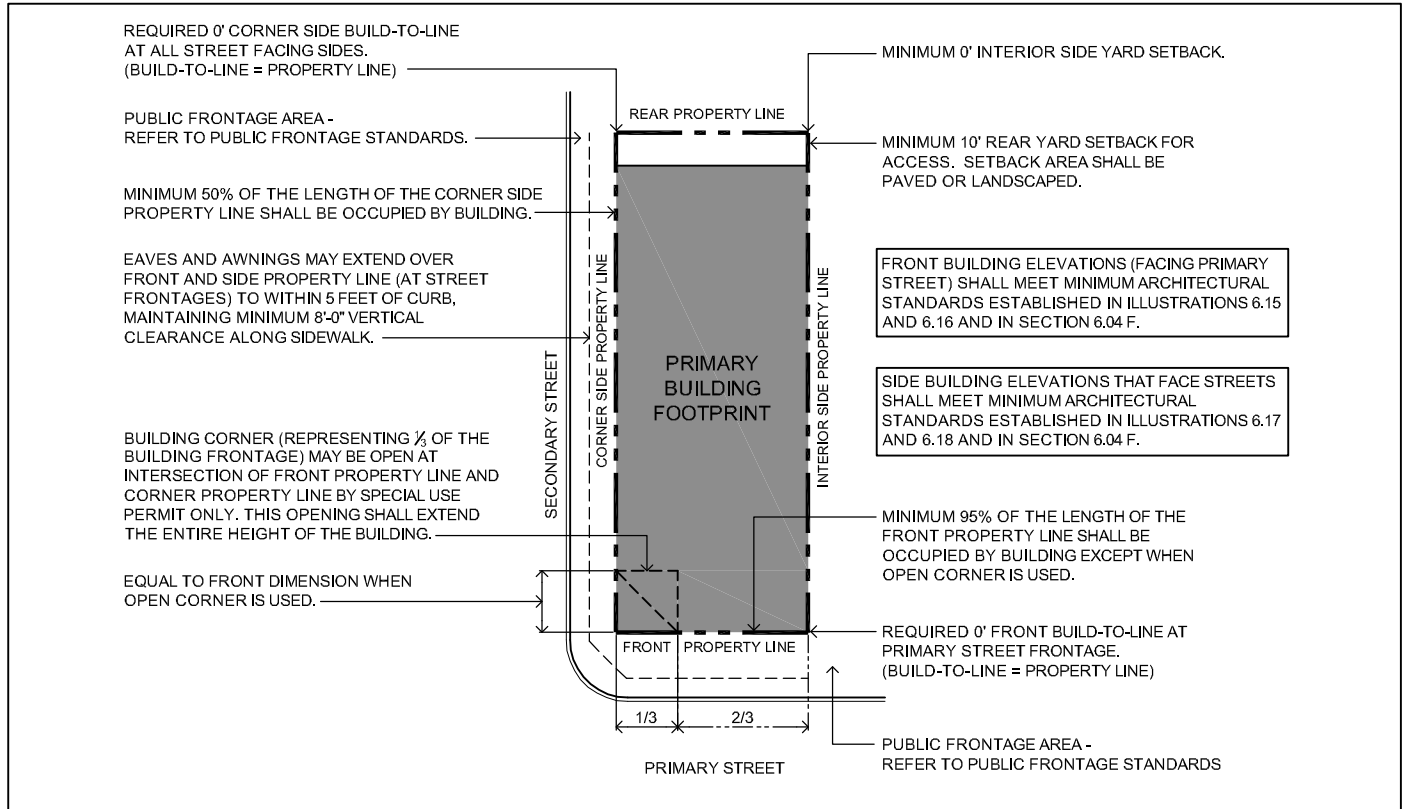 REQUIRED 0' CORNER SIDE BUILD-TO-LINE
AT ALL STREET FACING SIDES.
(BUILD-TO-LINE = PROPERTY LINE)
PUBLIC FRONTAGE AREA -
REFER TO PUBLIC FRONTAGE STANDARDS.
MINIMUM 50% OF THE LENGTH OF THE CORNER SIDE
PROPERTY LINE SHALL BE OCCUPIED BY BUILDING.
EAVES AND AWNINGS MAY EXTEND OVER
FRONT AND SIDE PROPERTY LINE (AT STREET
FRONTAGES) TO WITHIN 5 FEET OF CURB,
MAINTAINING MINIMUM 8'-0" VERTICAL
CLEARANCE ALONG SIDEWALK.
BUILDING CORNER (REPRESENTING ⅓ OF THE
BUILDING FRONTAGE) MAY BE OPEN AT
INTERSECTION OF FRONT PROPERTY LINE AND
CORNER PROPERTY LINE BY SPECIAL USE
PERMIT ONLY. THIS OPENING SHALL EXTEND
THE ENTIRE HEIGHT OF THE BUILDING.
EQUAL TO FRONT DIMENSION WHEN
OPEN CORNER IS USED.
SECONDARY STREET
CORNER SIDE PROPERTY LINE
REAR PROPERTY LINE
PRIMARY
BUILDING
FOOTPRINT
INTERIOR SIDE PROPERTY LINE
FRONT PROPERTY LINE
1/3 2/3
PRIMARY STREET
MINIMUM 0' INTERIOR SIDE YARD SETBACK.
MINIMUM 10' REAR YARD SETBACK FOR
ACCESS. SETBACK AREA SHALL BE
PAVED OR LANDSCAPED.
FRONT BUILDING ELEVATIONS (FACING PRIMARY
STREET) SHALL MEET MINIMUM ARCHITECTURAL
STANDARDS ESTABLISHED IN ILLUSTRATIONS 6.15
AND 6.16 AND IN SECTION 6.04 F.
SIDE BUILDING ELEVATIONS THAT FACE STREETS
SHALL MEET MINIMUM ARCHITECTURAL
STANDARDS ESTABLISHED IN ILLUSTRATIONS 6.17
AND 6.18 AND IN SECTION 6.04 F.
MINIMUM 95% OF THE LENGTH OF THE
FRONT PROPERTY LINE SHALL BE
OCCUPIED BY BUILDING EXCEPT WHEN
OPEN CORNER IS USED.
REQUIRED 0' FRONT BUILD-TO-LINE AT
PRIMARY STREET FRONTAGE.
(BUILD-TO-LINE = PROPERTY LINE)
PUBLIC FRONTAGE AREA -
REFER TO PUBLIC FRONTAGE STANDARDS